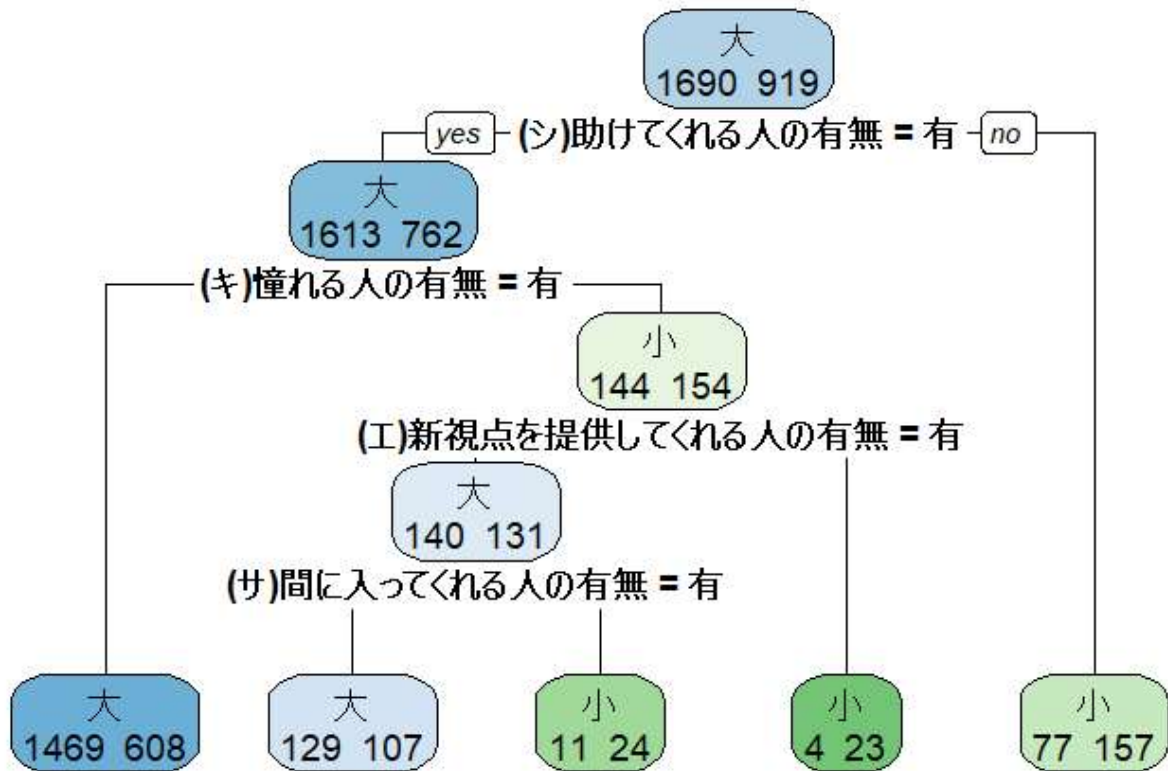 大
1690 919
yes (シ)助けてくれる人の有無 = 有 no
大
1613 762
(キ)憧れる人の有無 = 有
小
144 154
(エ)新視点を提供してくれる人の有無 = 有
大
140 131
(サ)間に入ってくれる人の有無 = 有
大 大 小 小 小
1469 608 129 107 11 24 4 23 77 157